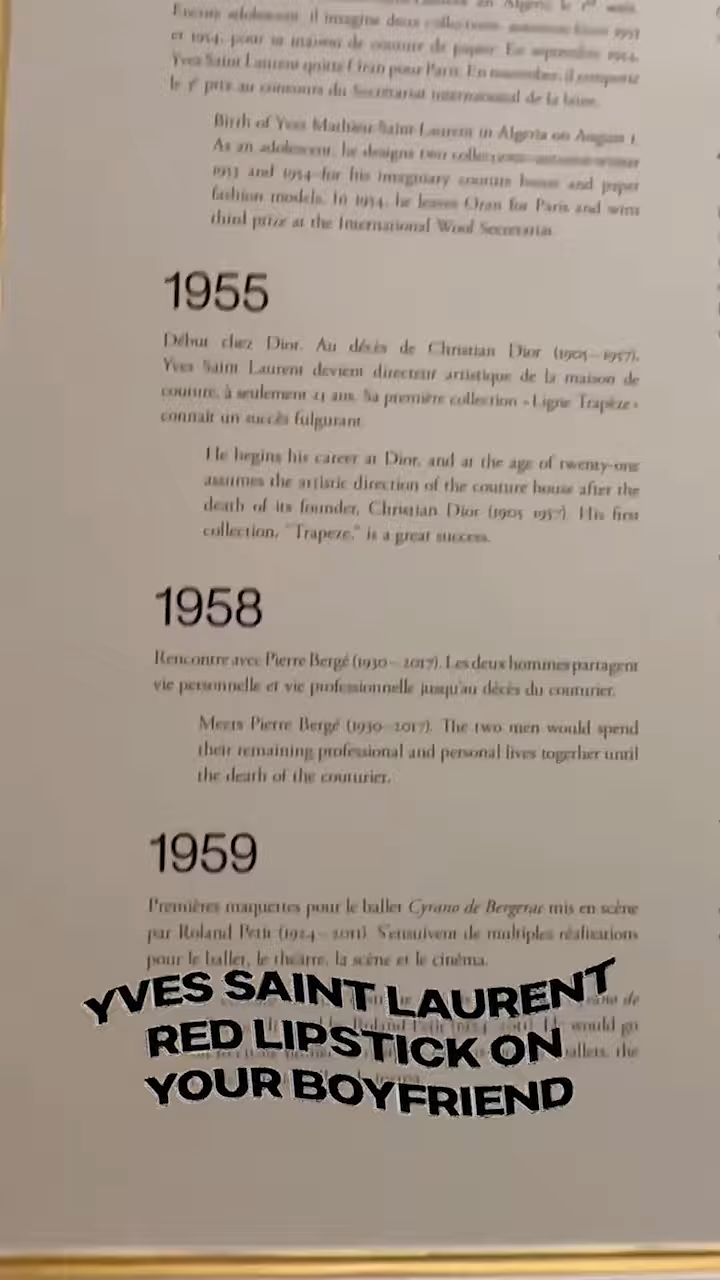 Encore adolescent, il imagine deux collections
et 1954, pour sa maison de couture de papier. En septembre 1954,
Yves Saint Laurent quitte Oran pour Paris. En novembre, il remporte
le 3e prix au concours du Secrétariat international de la laine.
Birth of Yves Mathieu-Saint-Laurent in Algeria on August 1.
As an adolescent, he designs two collections
1953 and 1954 for his imaginary couture house and paper
fashion models. In 1954, he leaves Oran for Paris and wins
third prize at the International Wool Secretariat.
1955
Début chez Dior. Au décès de Christian Dior (1905–1957),
Yves Saint Laurent devient directeur artistique de la maison de
couture, à seulement 21 ans. Sa première collection «Ligne Trapèze»
connaît un succès fulgurant.
He begins his career at Dior, and at the age of twenty-one
assumes the artistic direction of the couture house after the
death of its founder, Christian Dior (1905–1957). His first
collection, "Trapeze," is a great success.
1958
Rencontre avec Pierre Bergé (1930–2017). Les deux hommes partagent
vie personnelle et vie professionnelle jusqu'au décès du couturier.
Meets Pierre Bergé (1930–2017). The two men would spend
their remaining professional and personal lives together until
the death of the couturier.
1959
Premières maquettes pour le ballet Cyrano de Bergerac mis en scène
par Roland Petit (1924–2011). S'ensuivent de multiples réalisations
pour le ballet, le théâtre, la scène et le cinéma.
YVES SAINT LAURENT
RED LIPSTICK ON
YOUR BOYFRIEND
de
would go
ballets, the